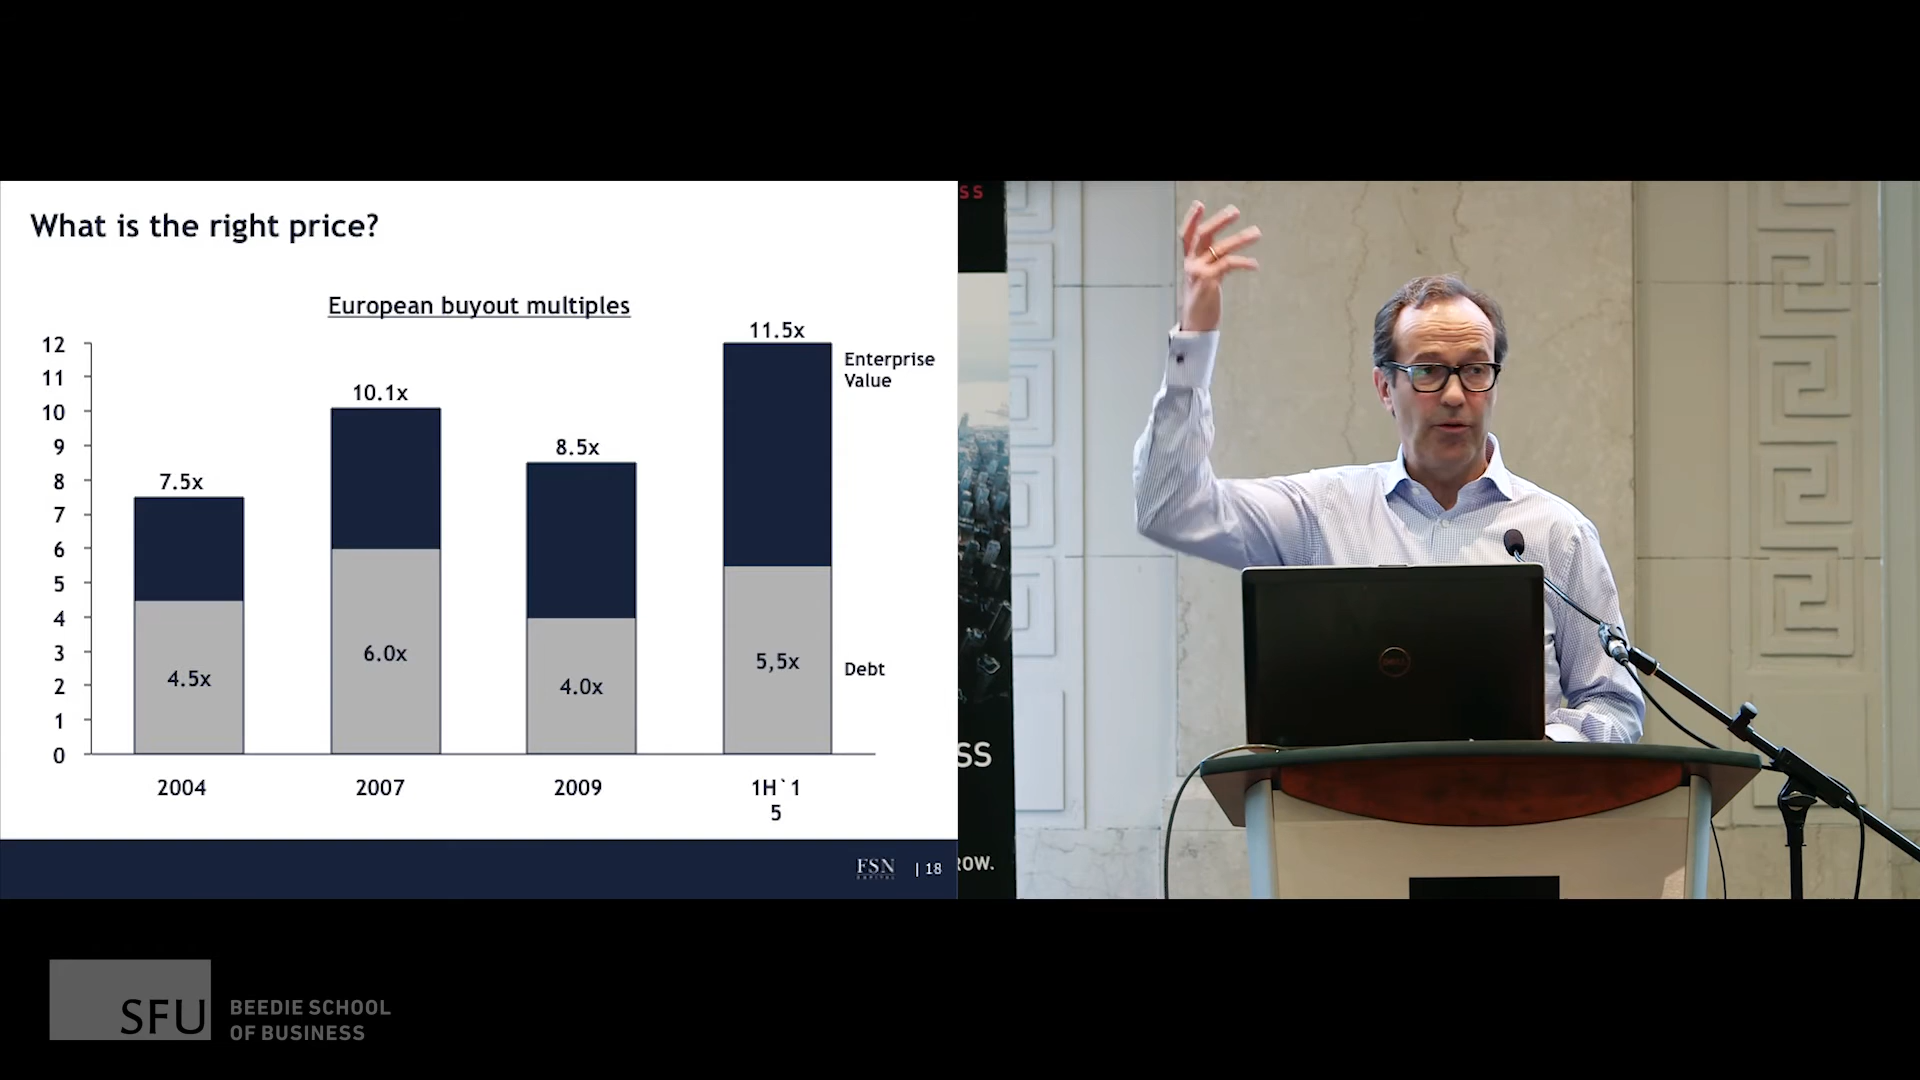 What is the right price?
European buyout multiples
12
11
10
9
8
7
6
5
4
3
2
1
0
7.5x
4.5x
2004
10.1x
6.0x
2007
8.5x
4.0x
2009
11.5x
5,5x
1H`1
5
Enterprise
Value
Debt
FSN
CAPITAL
| 18
SS
SS
ROW.
DELL
SFU
BEEDIE SCHOOL
OF BUSINESS